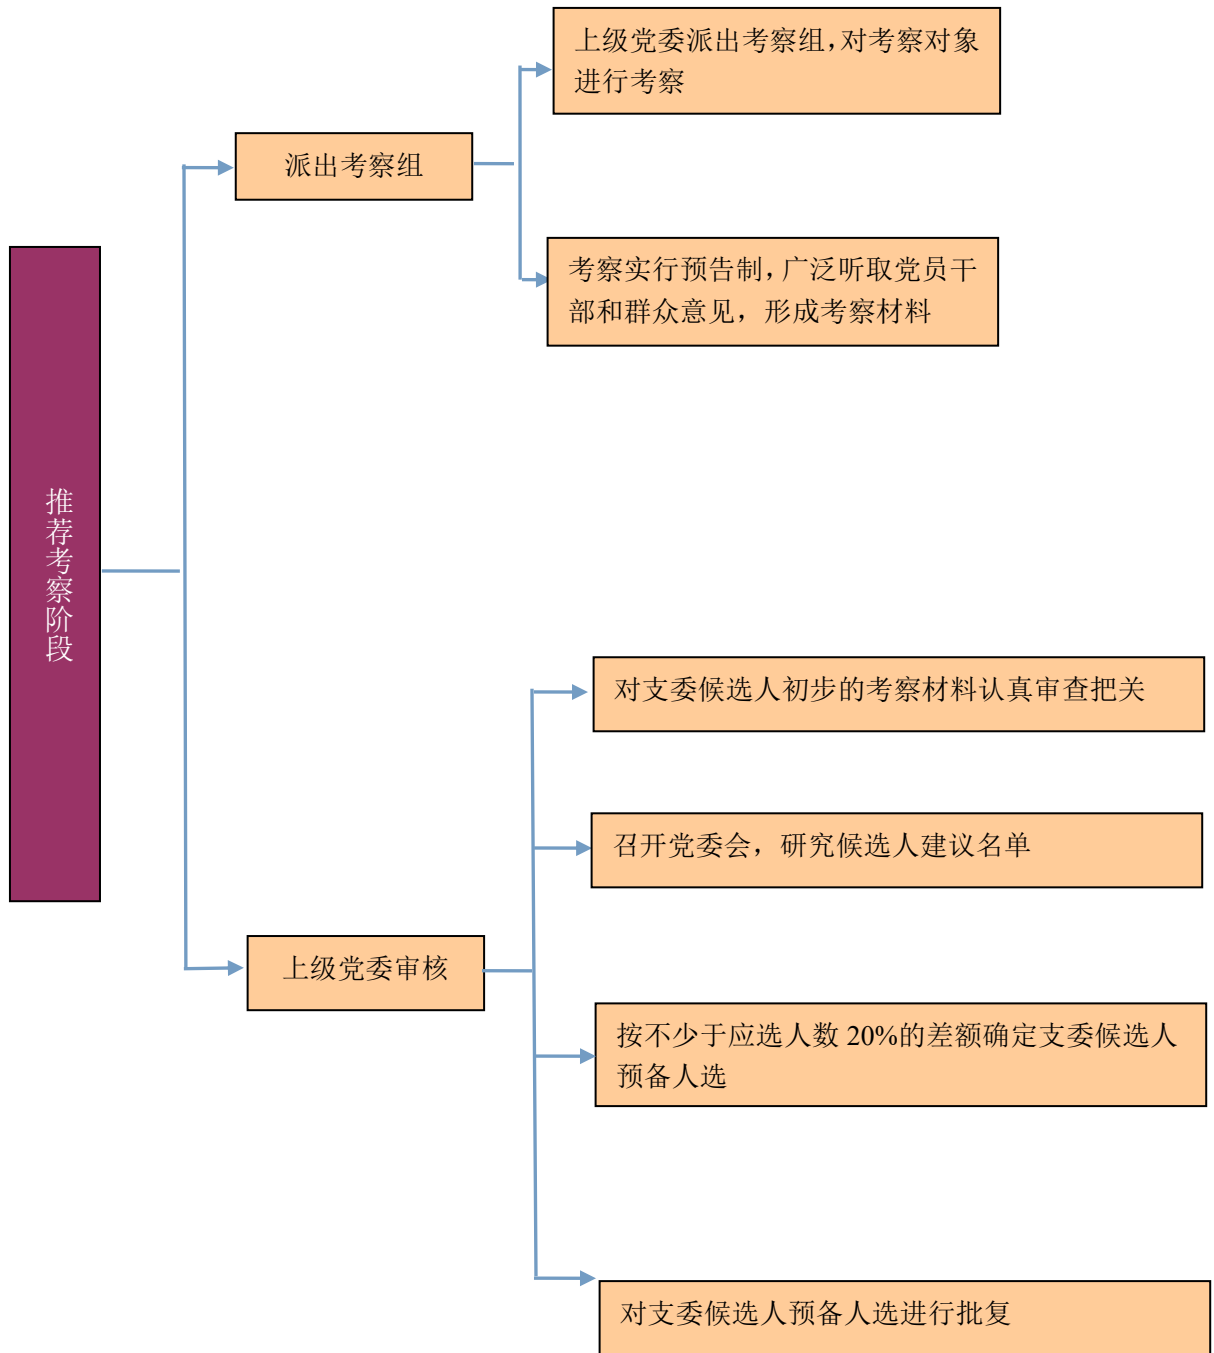 上级党委派出考察组,对考察对象
进行考察
派出考察组
考察实行预告制,广泛听取党员干
部和群众意见，形成考察材料
推荐考察阶段
对支委候选人初步的考察材料认真审查把关
召开党委会，研究候选人建议名单
上级党委审核
按不少于应选人数 20%的差额确定支委候选人
预备人选
对支委候选人预备人选进行批复